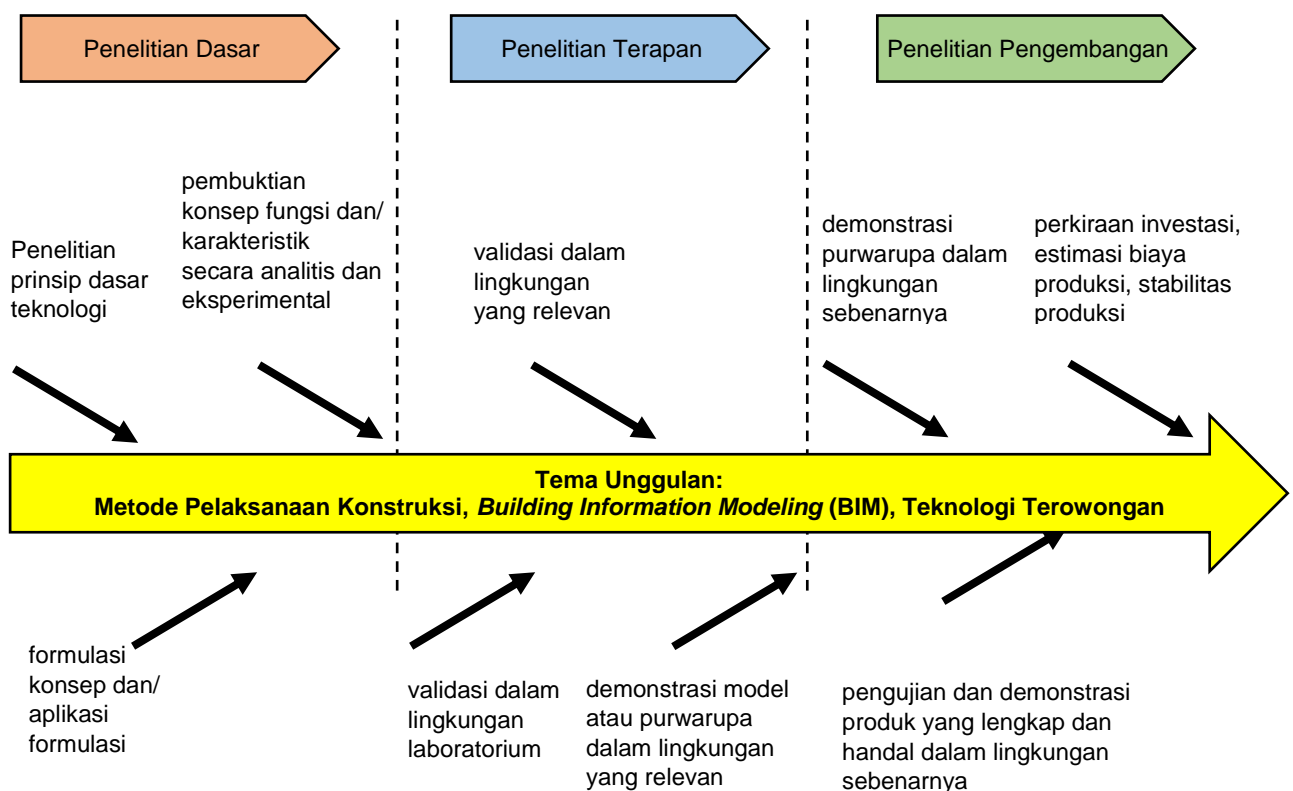 Penelitian Dasar
Penelitian Terapan
Penelitian Pengembangan
Penelitian
prinsip dasar
teknologi
pembuktian
konsep fungsi dan/
karakteristik
secara analitis dan
eksperimental
validasi dalam
lingkungan
yang relevan
demonstrasi
purwarupa dalam
lingkungan
sebenarnya
perkiraan investasi,
estimasi biaya
produksi, stabilitas
produksi
Tema Unggulan:
Metode Pelaksanaan Konstruksi, Building Information Modeling (BIM), Teknologi Terowongan
formulasi
konsep dan/
aplikasi
formulasi
validasi dalam
lingkungan
laboratorium
demonstrasi model
atau purwarupa
dalam lingkungan
yang relevan
pengujian dan demonstrasi
produk yang lengkap dan
handal dalam lingkungan
sebenarnya